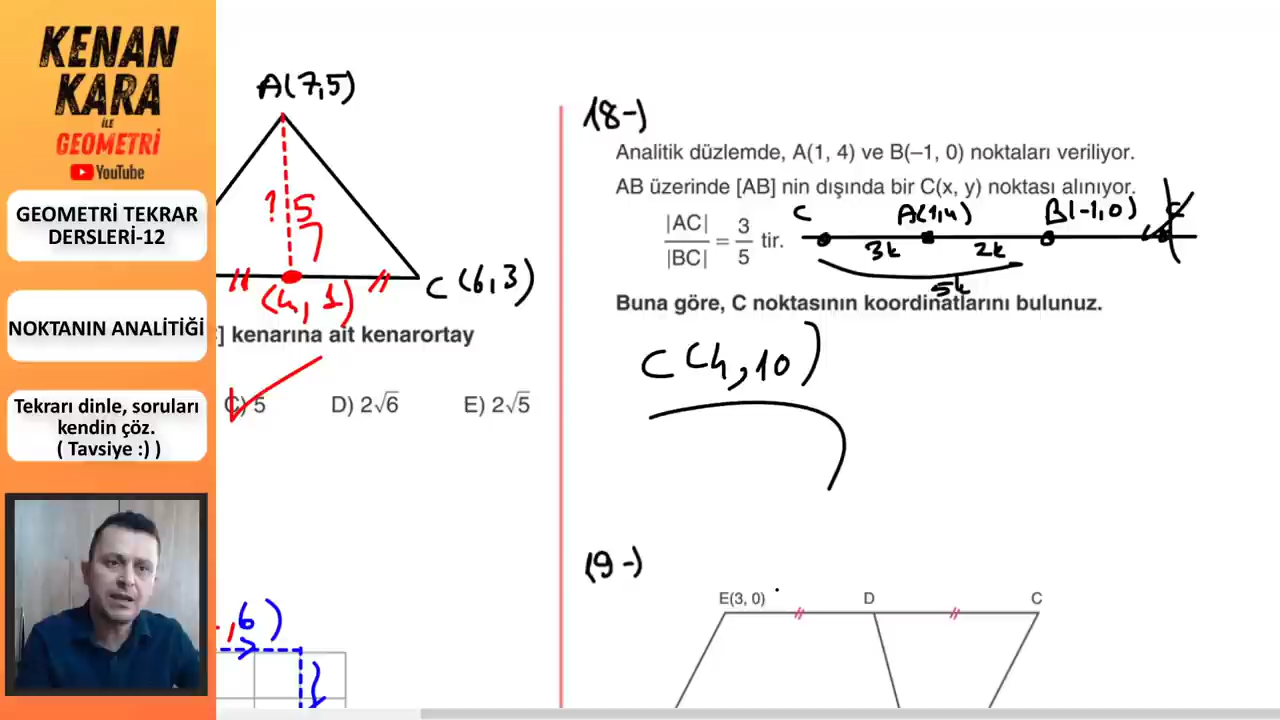 KENAN
KARA
İLE
GEOMETRİ
YouTube
GEOMETRİ TEKRAR
DERSLERİ-12
NOKTANIN ANALİTİĞİ
Tekrarı dinle, soruları
kendin çöz.
( Tavsiye :) )
A(7,5)
? 5
(4, 1)
C (6,3)
] kenarına ait kenarortay
C) 5 D) 2√6 E) 2√5
,6)
18-)
Analitik düzlemde, A(1, 4) ve B(–1, 0) noktaları veriliyor.
AB üzerinde [AB] nin dışında bir C(x, y) noktası alınıyor.
|AC| / |BC| = 3 / 5 tir.
C A(1,4) B(-1,0) C
3k 2k
5k
Buna göre, C noktasının koordinatlarını bulunuz.
C(4,10)
19-)
E(3, 0) D C